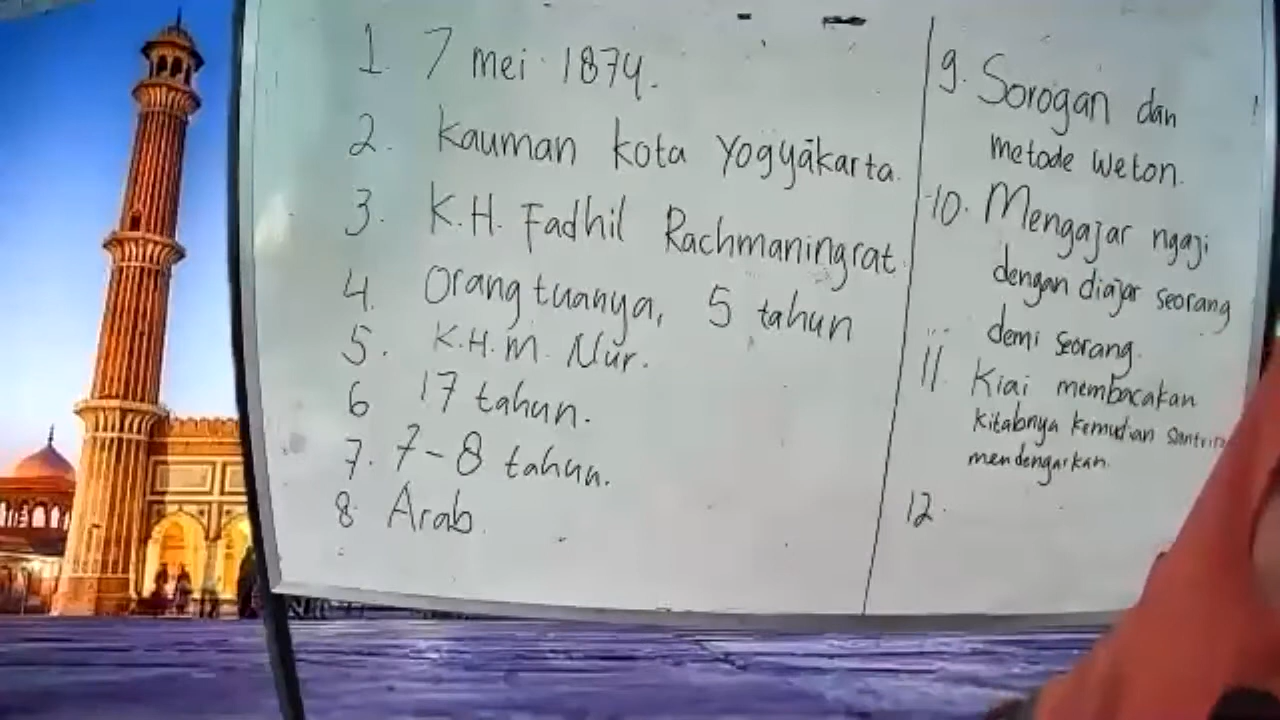 1. 7 mei 1874.
2. Kauman kota Yogyakarta.
3. K.H. Fadhil Rachmaningrat
4. Orang tuanya, 5 tahun
5. K.H.M. Nur.
6 17 tahun.
7. 7-8 tahun.
8. Arab.
9. Sorogan dan
metode weton.
10. Mengajar ngaji
dengan diajar seorang
demi seorang.
11. Kiai membacakan
kitabnya kemudian santrinya
mendengarkan.
12.